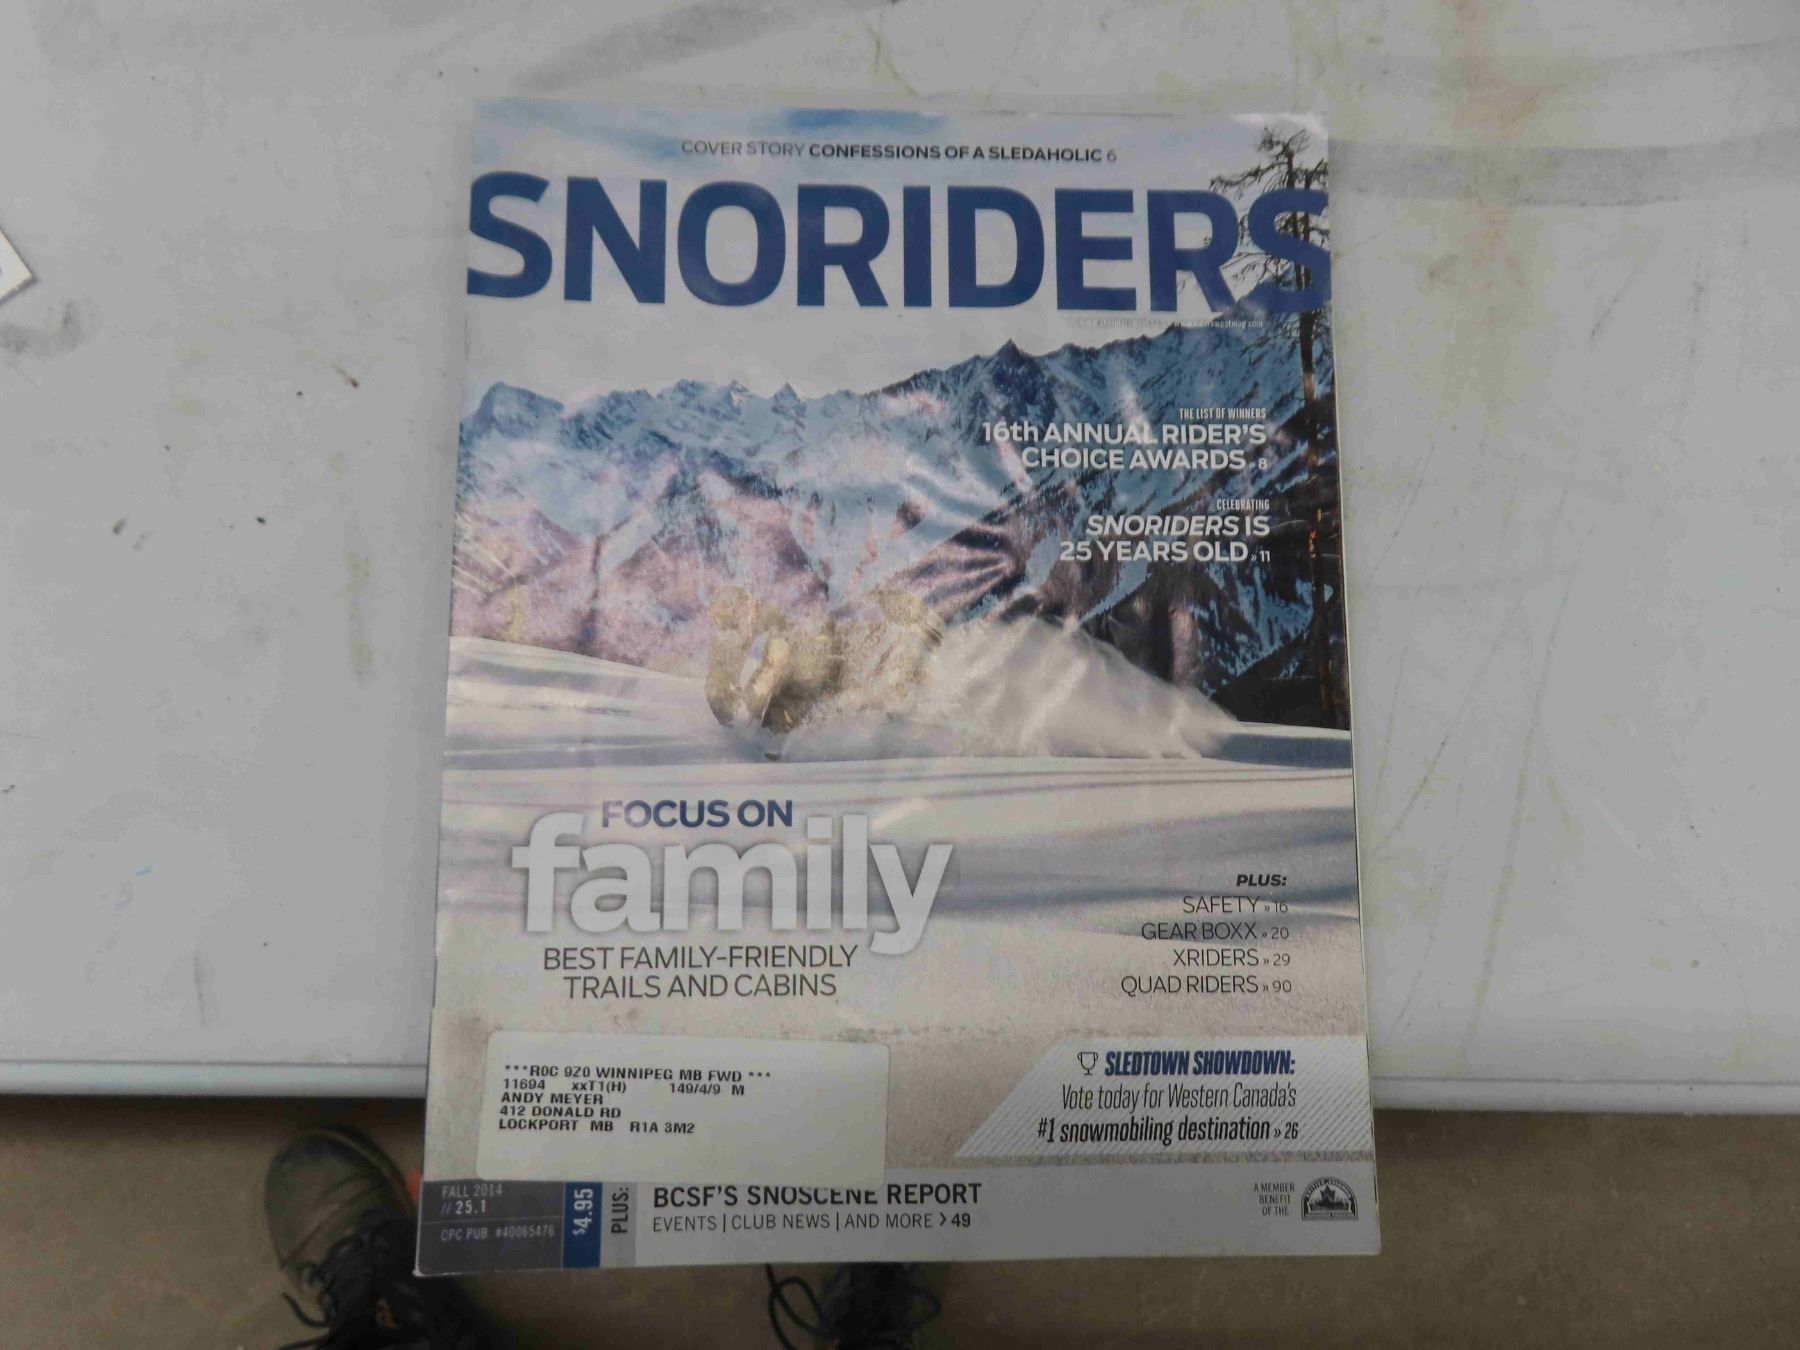 COVER STORY CONFESSIONS OF A SLEDAHOLIC 6
SNORIDERS
THE LIST OF WINNERS
16th ANNUAL RIDER'S
CHOICE AWARDS » 8
CELEBRATING
SNORIDERS IS
25 YEARS OLD » 11
FOCUS ON
family
BEST FAMILY-FRIENDLY
TRAILS AND CABINS
PLUS:
SAFETY » 16
GEAR BOXX » 20
XRIDERS » 29
QUAD RIDERS » 90
***R0C 9Z0 WINNIPEG MB FWD ***
11694 xxT1(H) 149/4/9 M
ANDY MEYER
412 DONALD RD
LOCKPORT MB R1A 3M2
SLEDTOWN SHOWDOWN:
Vote today for Western Canada's
#1 snowmobiling destination » 26
FALL 2014
// 25.1
CPC PUB. #40065476
$4.95
PLUS:
BCSF'S SNOSCENE REPORT
EVENTS | CLUB NEWS | AND MORE > 49
A MEMBER
BENEFIT
OF THE